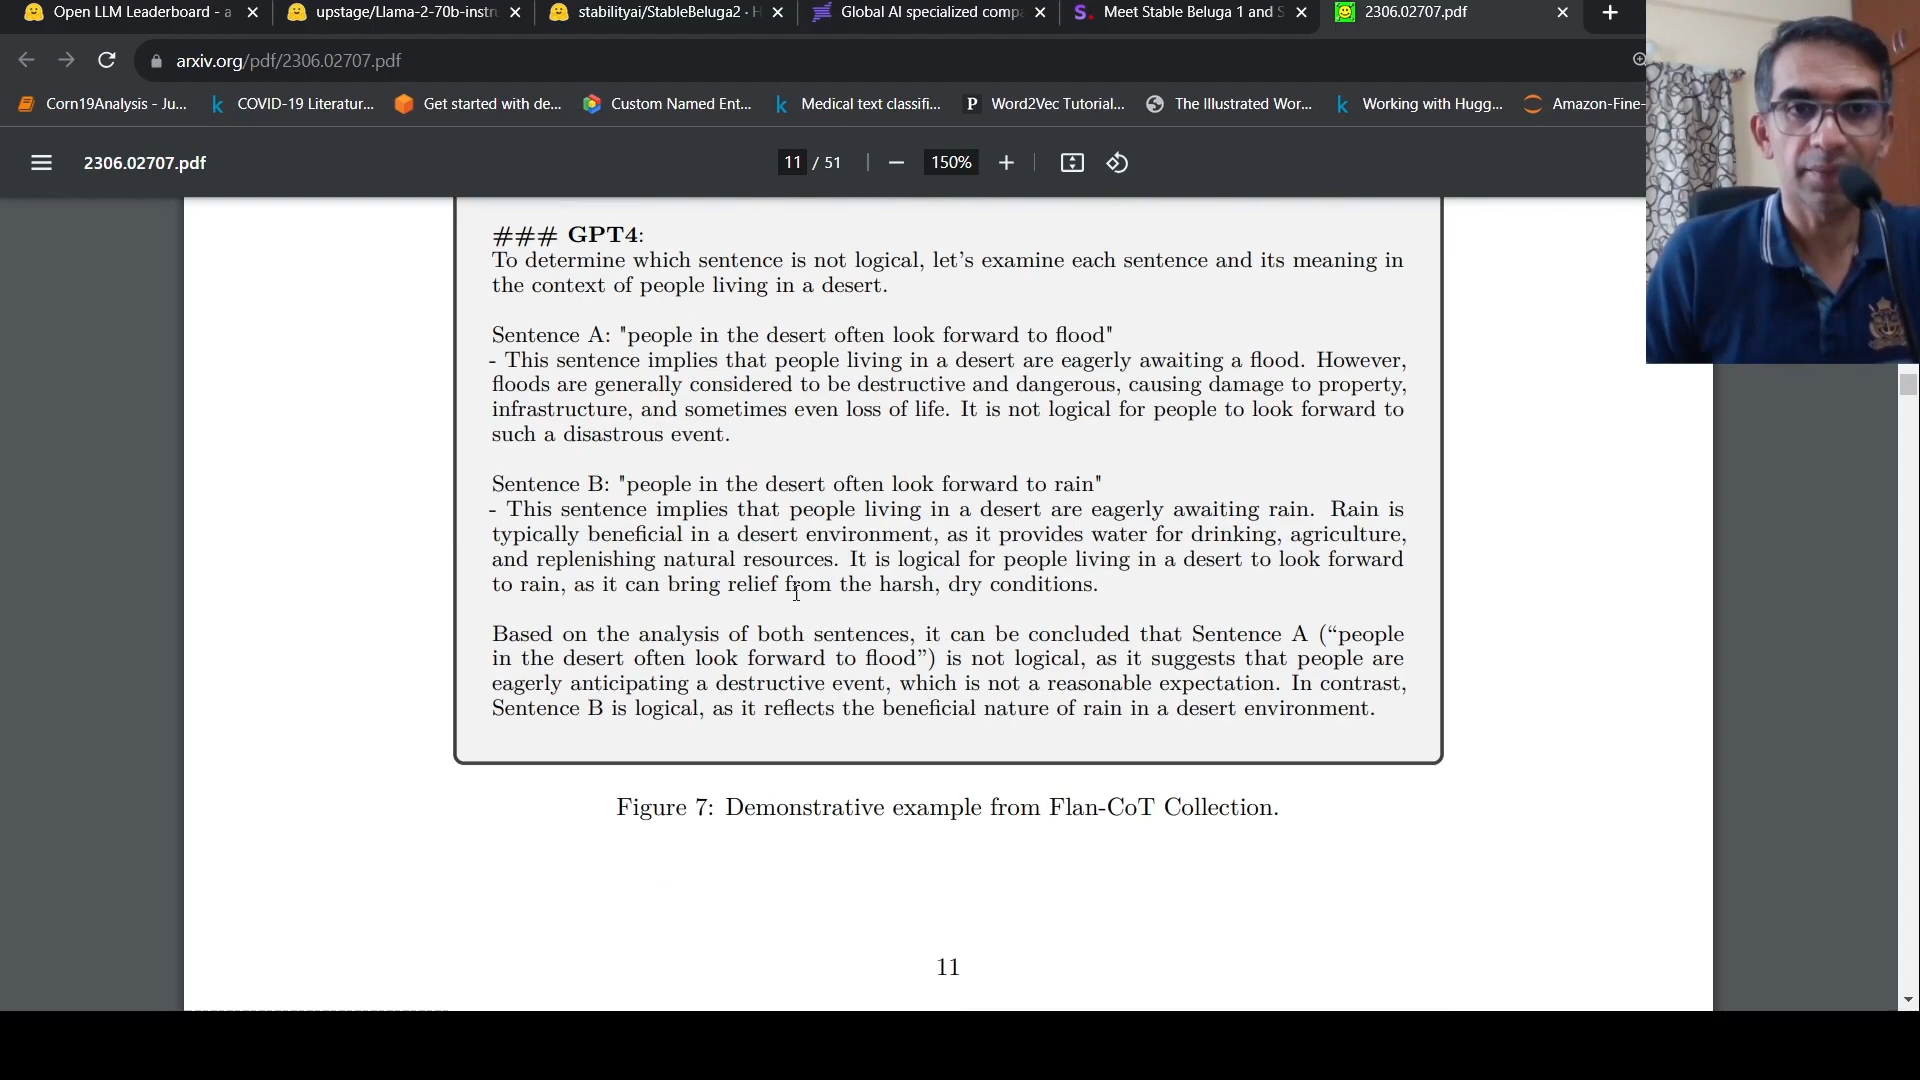 Open LLM Leaderboard - a
upstage/Llama-2-70b-instru
stabilityai/StableBeluga2 · H
Global AI specialized comp
Meet Stable Beluga 1 and S
2306.02707.pdf
arxiv.org/pdf/2306.02707.pdf
Corn19Analysis - Ju...
COVID-19 Literatur...
Get started with de...
Custom Named Ent...
Medical text classifi...
Word2Vec Tutorial...
The Illustrated Wor...
Working with Hugg...
Amazon-Fine-
2306.02707.pdf
11 / 51
150%
### GPT4:
To determine which sentence is not logical, let's examine each sentence and its meaning in
the context of people living in a desert.
Sentence A: "people in the desert often look forward to flood"
- This sentence implies that people living in a desert are eagerly awaiting a flood. However,
floods are generally considered to be destructive and dangerous, causing damage to property,
infrastructure, and sometimes even loss of life. It is not logical for people to look forward to
such a disastrous event.
Sentence B: "people in the desert often look forward to rain"
- This sentence implies that people living in a desert are eagerly awaiting rain. Rain is
typically beneficial in a desert environment, as it provides water for drinking, agriculture,
and replenishing natural resources. It is logical for people living in a desert to look forward
to rain, as it can bring relief from the harsh, dry conditions.
Based on the analysis of both sentences, it can be concluded that Sentence A (“people
in the desert often look forward to flood”) is not logical, as it suggests that people are
eagerly anticipating a destructive event, which is not a reasonable expectation. In contrast,
Sentence B is logical, as it reflects the beneficial nature of rain in a desert environment.
Figure 7: Demonstrative example from Flan-CoT Collection.
11